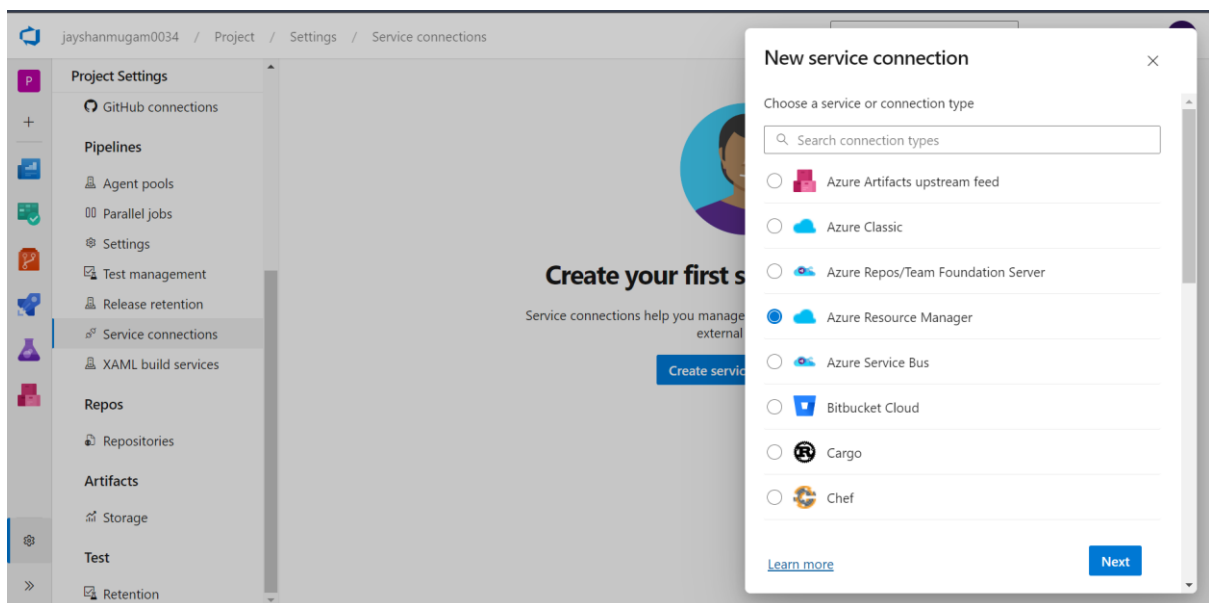 jayshanmugam0034 / Project / Settings / Service connections
P
Project Settings
GitHub connections
Pipelines
Agent pools
Parallel jobs
Settings
Test management
Release retention
Service connections
XAML build services
Repos
Repositories
Artifacts
Storage
Test
Retention
Create your first s
Service connections help you manage
external
Create servic
New service connection
Choose a service or connection type
Search connection types
Azure Artifacts upstream feed
Azure Classic
Azure Repos/Team Foundation Server
Azure Resource Manager
Azure Service Bus
Bitbucket Cloud
Cargo
Chef
Learn more
Next